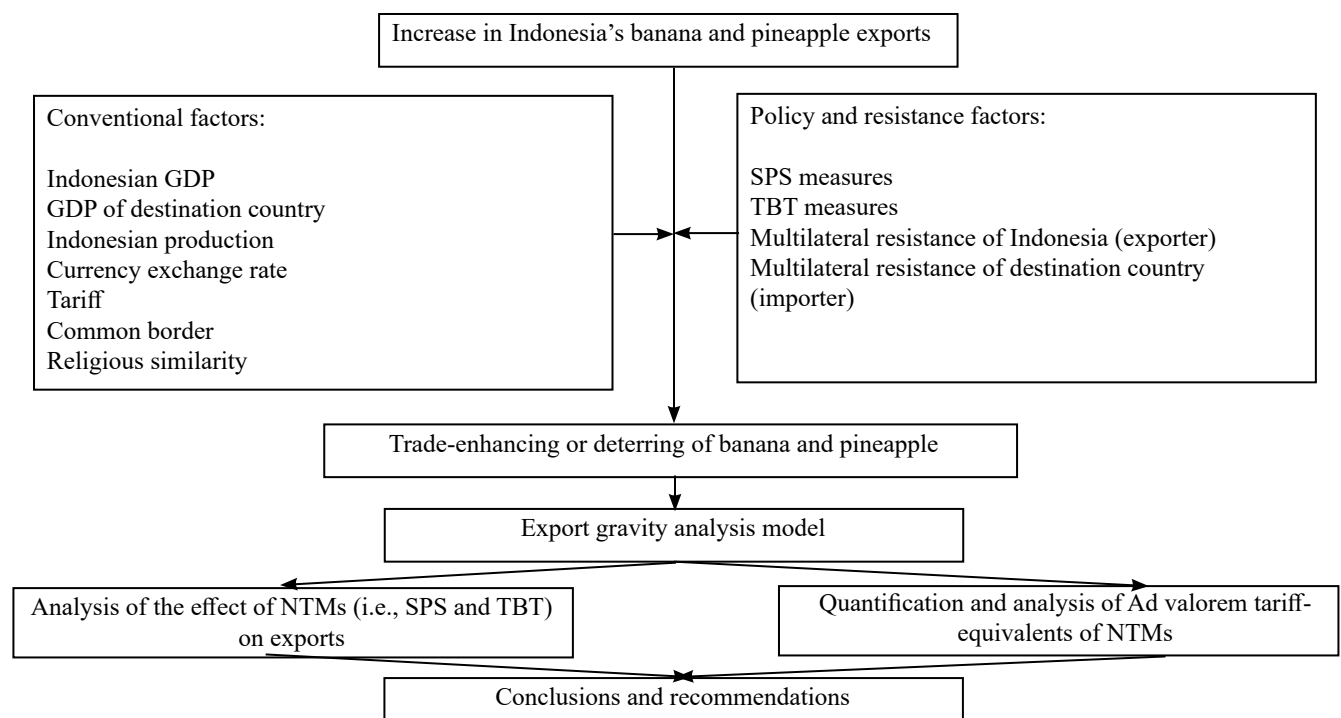 Increase in Indonesia’s banana and pineapple exports
Conventional factors:
Indonesian GDP
GDP of destination country
Indonesian production
Currency exchange rate
Tariff
Common border
Religious similarity
Policy and resistance factors:
SPS measures
TBT measures
Multilateral resistance of Indonesia (exporter)
Multilateral resistance of destination country
(importer)
Trade-enhancing or deterring of banana and pineapple
Export gravity analysis model
Analysis of the effect of NTMs (i.e., SPS and TBT)
on exports
Quantification and analysis of Ad valorem tariff-
equivalents of NTMs
Conclusions and recommendations